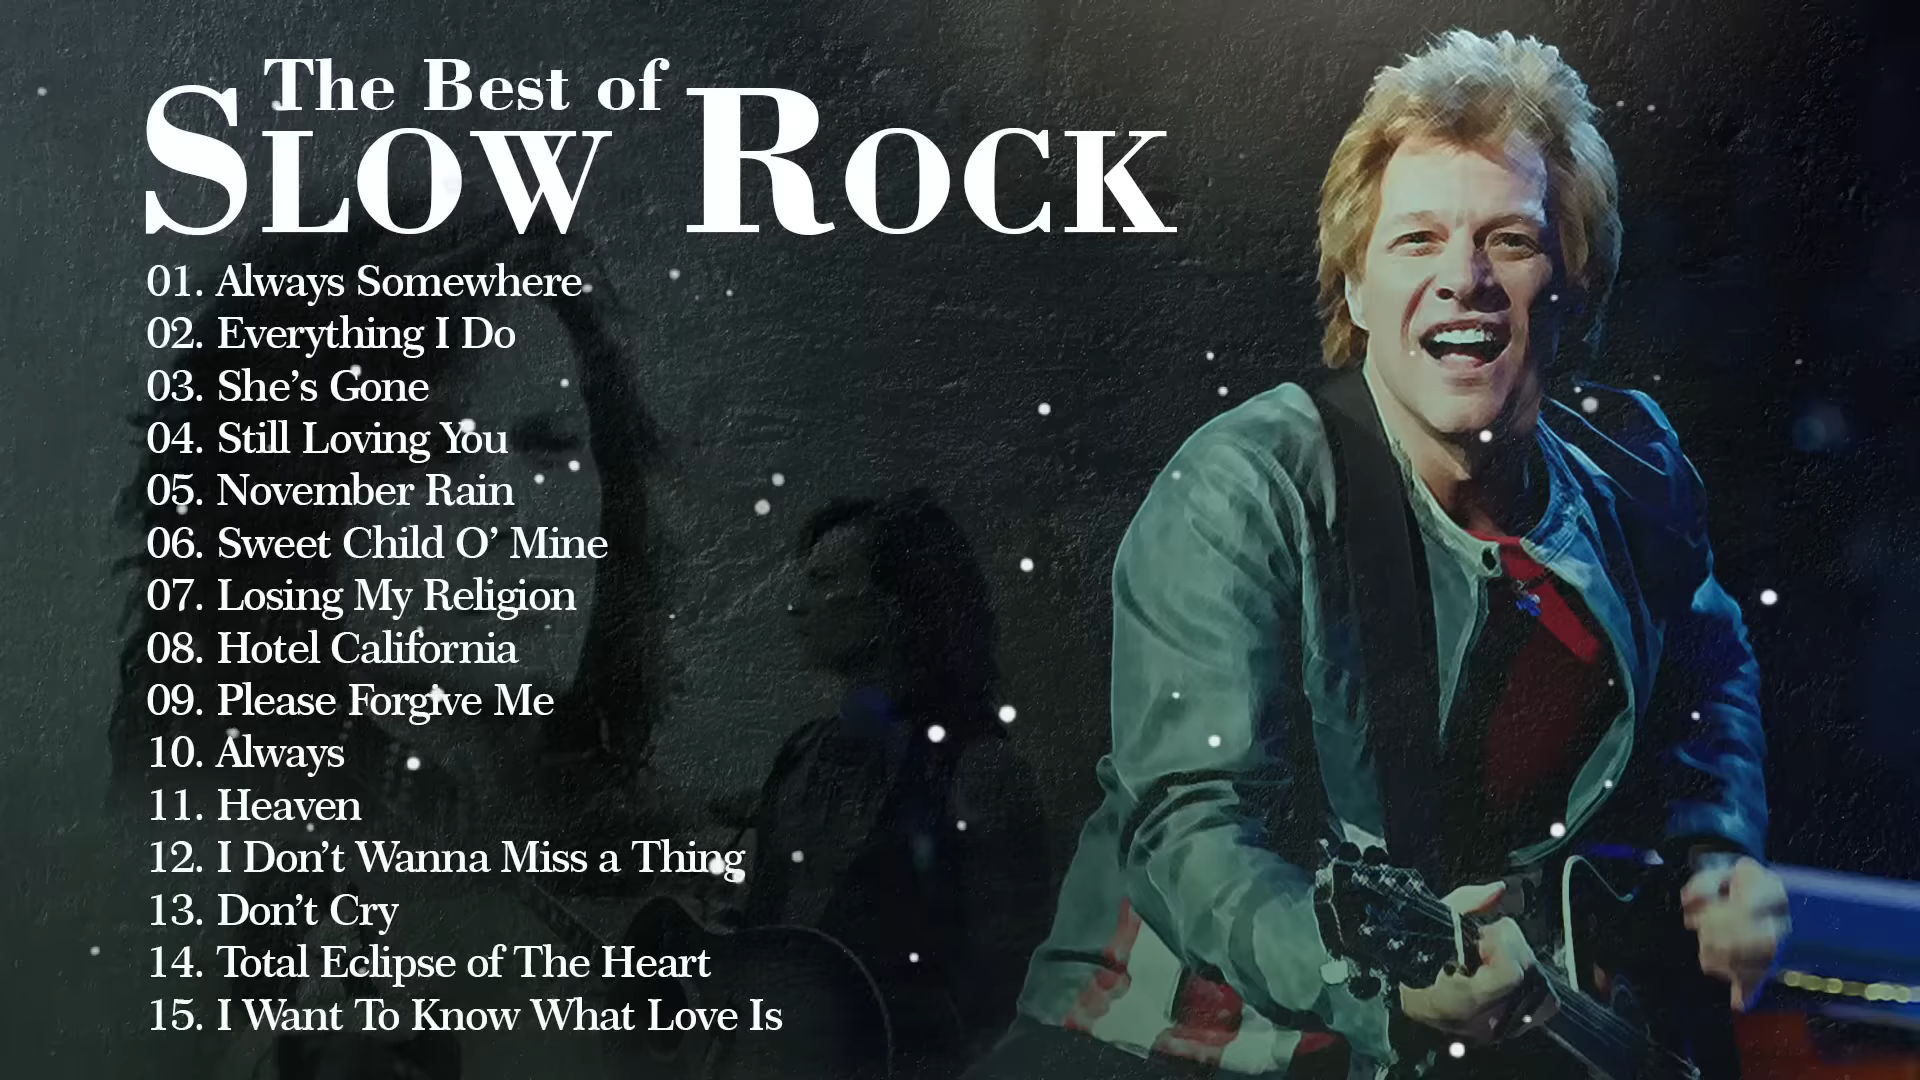 The Best of
SLOW ROCK
01. Always Somewhere
02. Everything I Do
03. She’s Gone
04. Still Loving You
05. November Rain
06. Sweet Child O’ Mine
07. Losing My Religion
08. Hotel California
09. Please Forgive Me
10. Always
11. Heaven
12. I Don’t Wanna Miss a Thing
13. Don’t Cry
14. Total Eclipse of The Heart
15. I Want To Know What Love Is